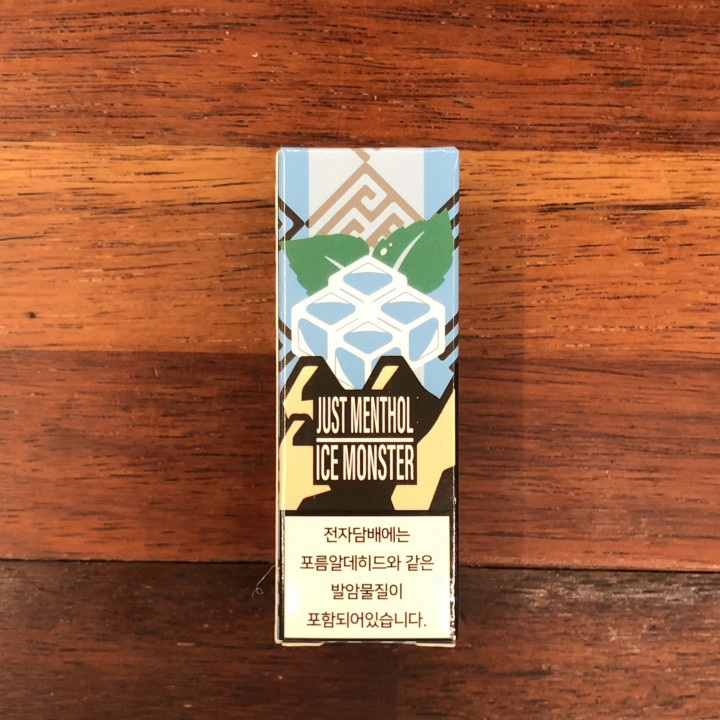 JUST MENTHOL
ICE MONSTER
전자담배에는
포름알데히드와 같은
발암물질이
포함되어있습니다.